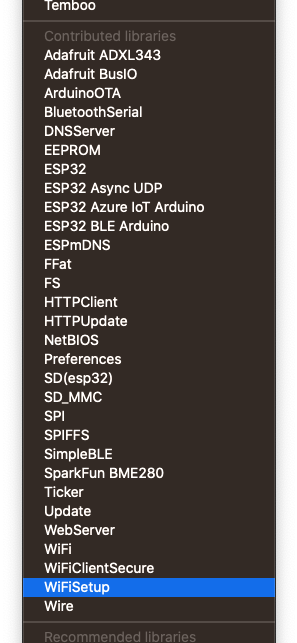 Temboo
Contributed libraries
Adafruit ADXL343
Adafruit BusIO
ArduinoOTA
BluetoothSerial
DNSServer
EEPROM
ESP32
ESP32 Async UDP
ESP32 Azure IoT Arduino
ESP32 BLE Arduino
ESPmDNS
FFat
FS
HTTPClient
HTTPUpdate
NetBIOS
Preferences
SD(esp32)
SD_MMC
SPI
SPIFFS
SimpleBLE
SparkFun BME280
Ticker
Update
WebServer
WiFi
WiFiClientSecure
WiFiSetup
Wire
Recommended libraries